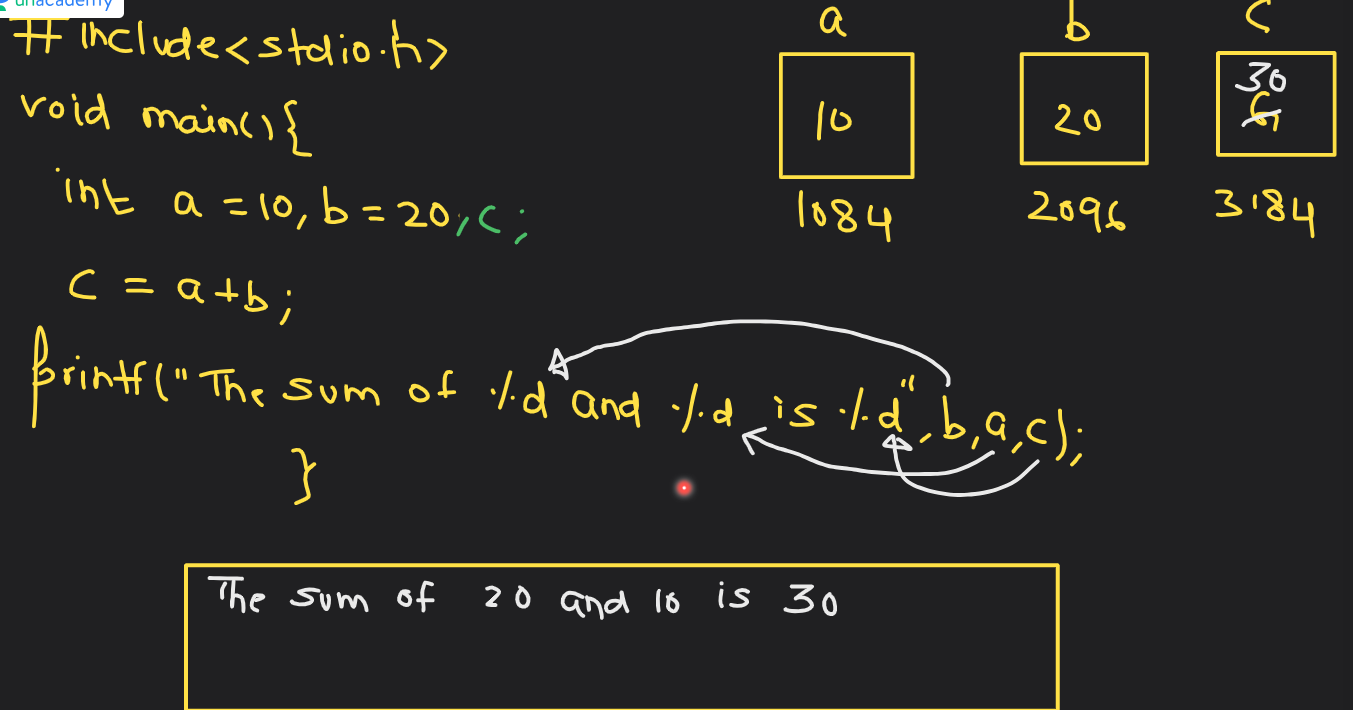 unacademy
#include<stdio.h>
void main(){
int a = 10, b = 20, c;
c = a+b;
printf("The sum of %d and %d is %d", b, a, c);
}
a b c
10 20 30 G
1084 2096 3184
The sum of 20 and 10 is 30